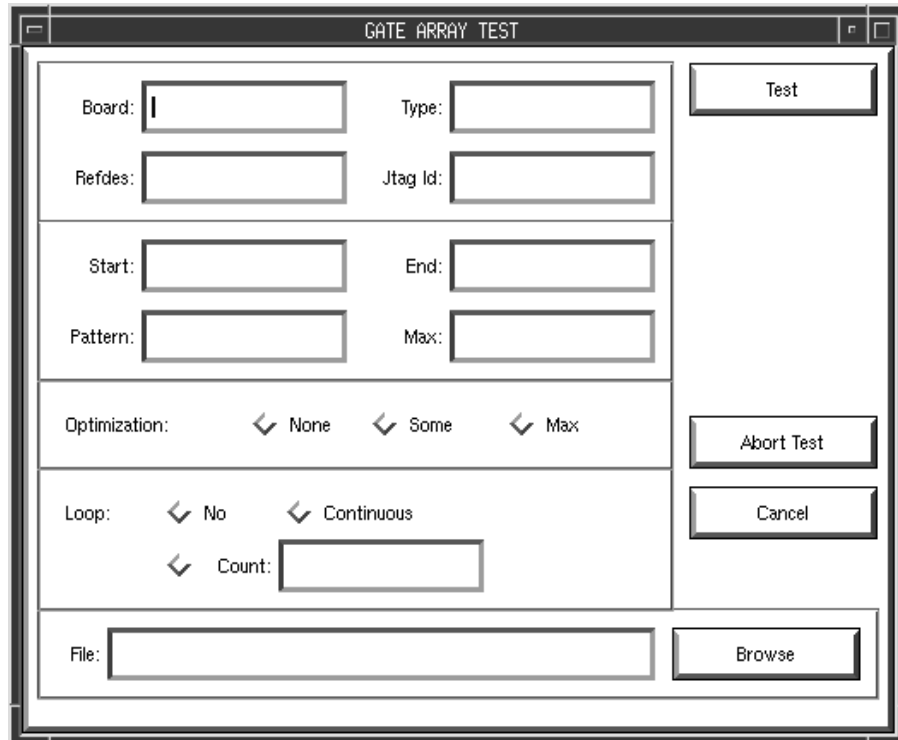 GATE ARRAY TEST
Board:
Type:
Test
Refdes:
Jtag Id:
Start:
End:
Pattern:
Max:
Optimization: None Some Max
Abort Test
Loop: No Continuous
Cancel
Count:
File:
Browse